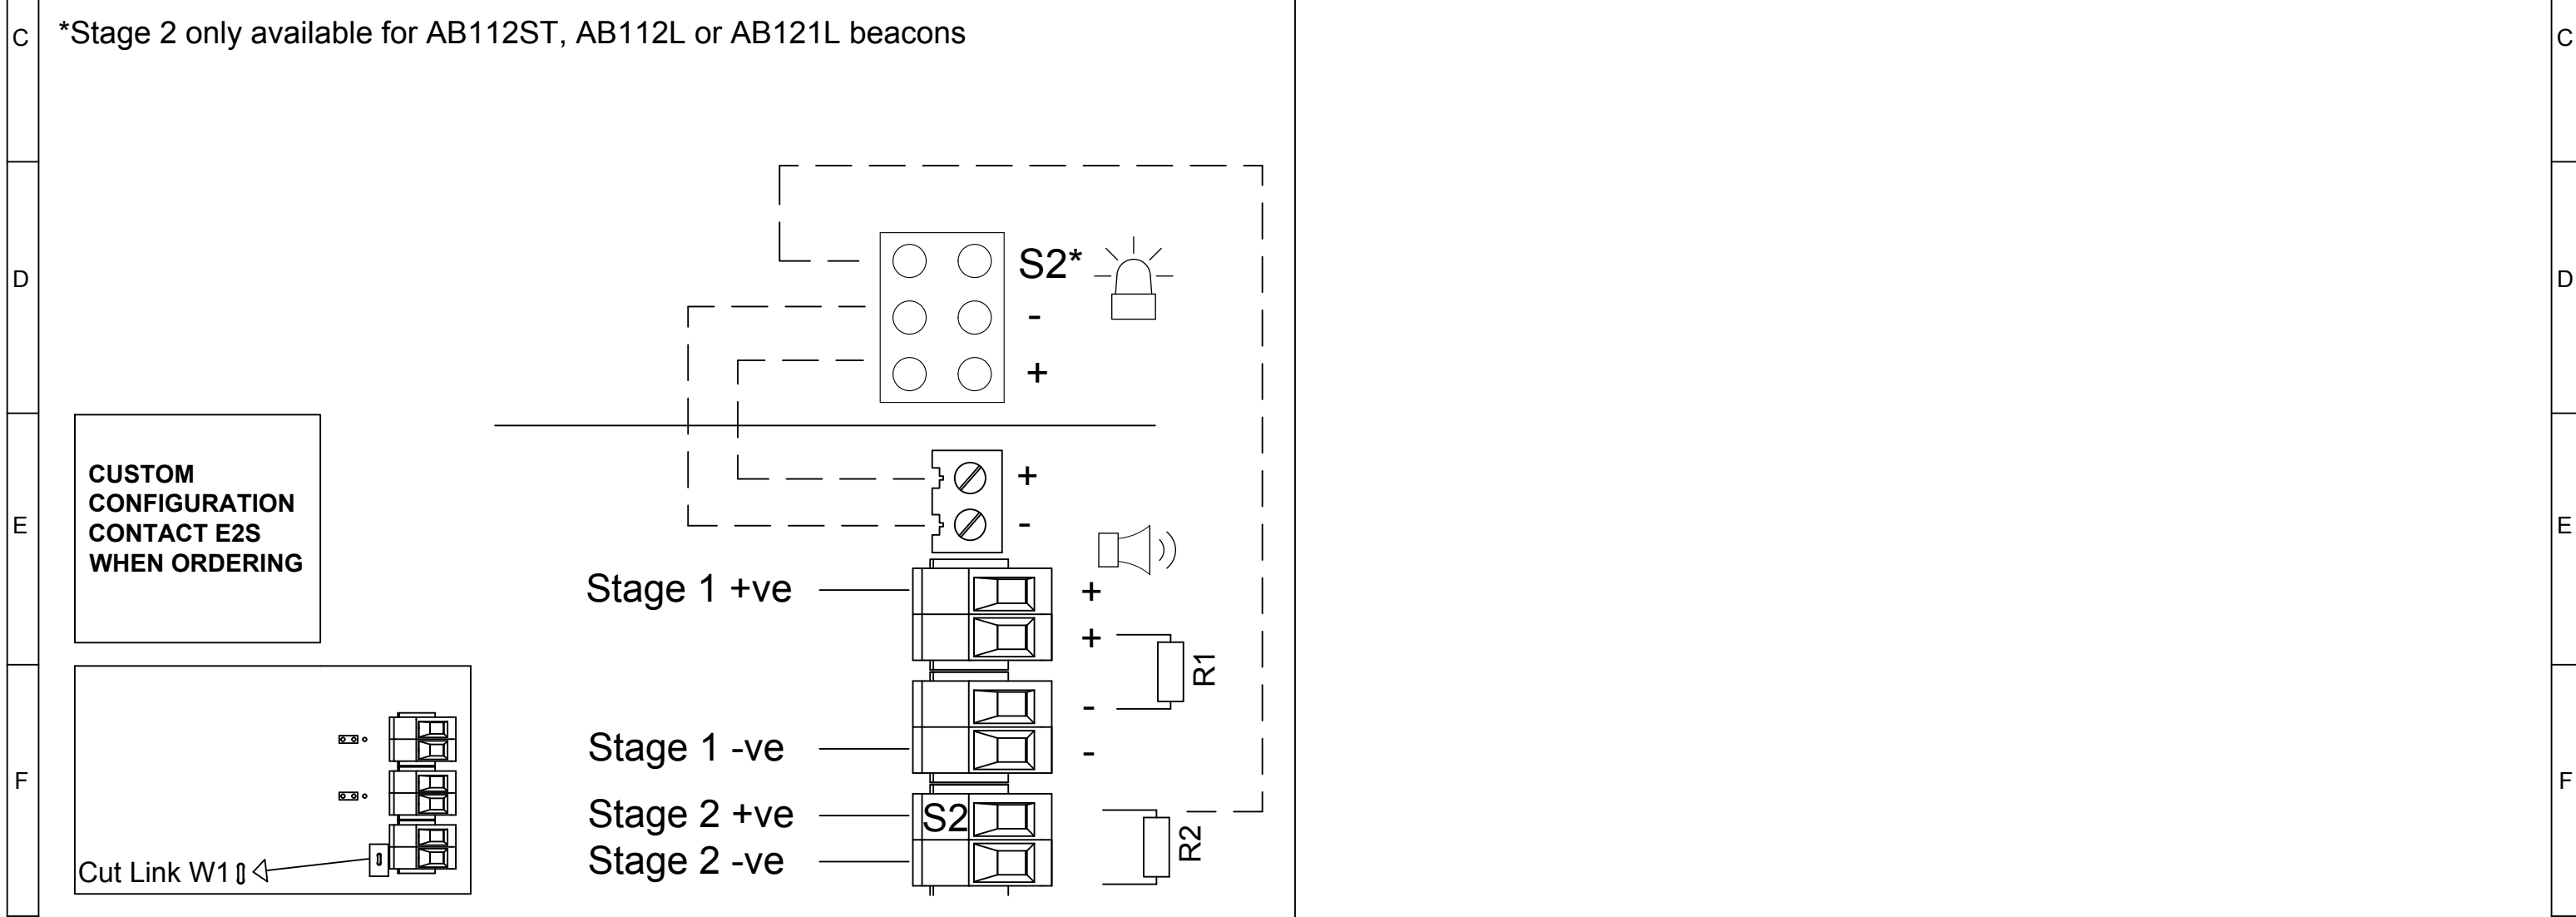 C
*Stage 2 only available for AB112ST, AB112L or AB121L beacons
C
D
S2*
-
+
D
E
CUSTOM
CONFIGURATION
CONTACT E2S
WHEN ORDERING
+
-
E
Stage 1 +ve
+
+
R1
-
Stage 1 -ve
-
F
Stage 2 +ve
S2
R2
Stage 2 -ve
Cut Link W1
F